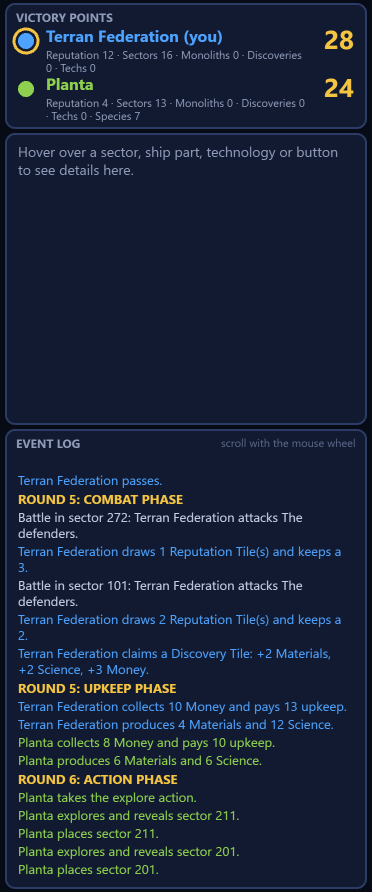 VICTORY POINTS
Terran Federation (you) 28
Reputation 12 · Sectors 16 · Monoliths 0 · Discoveries
0 · Techs 0
Planta 24
Reputation 4 · Sectors 13 · Monoliths 0 · Discoveries 0
· Techs 0 · Species 7
Hover over a sector, ship part, technology or button
to see details here.
EVENT LOG scroll with the mouse wheel
Terran Federation passes.
ROUND 5: COMBAT PHASE
Battle in sector 272: Terran Federation attacks The
defenders.
Terran Federation draws 1 Reputation Tile(s) and keeps a
3.
Battle in sector 101: Terran Federation attacks The
defenders.
Terran Federation draws 2 Reputation Tile(s) and keeps a
2.
Terran Federation claims a Discovery Tile: +2 Materials,
+2 Science, +3 Money.
ROUND 5: UPKEEP PHASE
Terran Federation collects 10 Money and pays 13 upkeep.
Terran Federation produces 4 Materials and 12 Science.
Planta collects 8 Money and pays 10 upkeep.
Planta produces 6 Materials and 6 Science.
ROUND 6: ACTION PHASE
Planta takes the explore action.
Planta explores and reveals sector 211.
Planta places sector 211.
Planta explores and reveals sector 201.
Planta places sector 201.